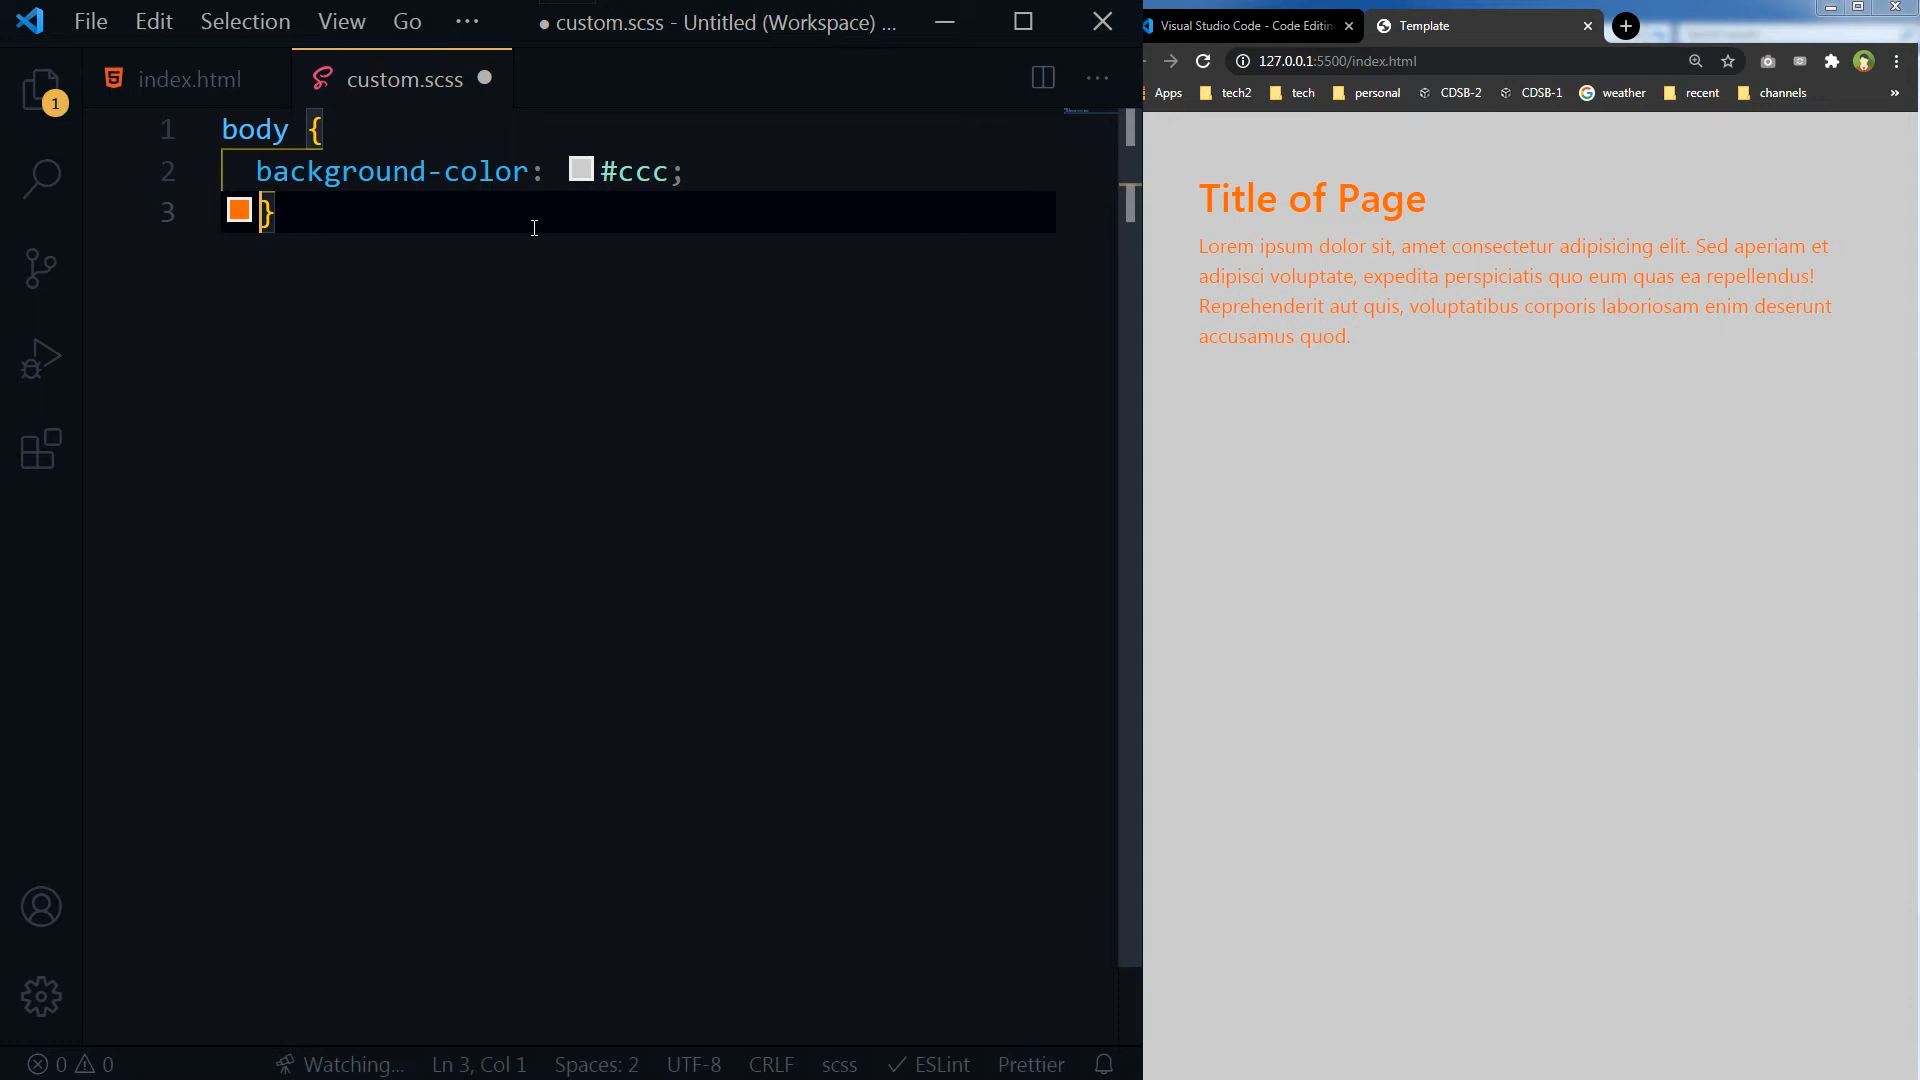 File Edit Selection View Go ··· ● custom.scss - Untitled (Workspace) ...
index.html
custom.scss ●
1 body {
2 background-color: #ccc;
3 }
1
0 0 Watching... Ln 3, Col 1 Spaces: 2 UTF-8 CRLF scss ESLint Prettier
Visual Studio Code - Code Editin
Template
127.0.0.1:5500/index.html
Apps tech2 tech personal CDSB-2 CDSB-1 weather recent channels »
Title of Page
Lorem ipsum dolor sit, amet consectetur adipisicing elit. Sed aperiam et
adipisci voluptate, expedita perspiciatis quo eum quas ea repellendus!
Reprehenderit aut quis, voluptatibus corporis laboriosam enim deserunt
accusamus quod.